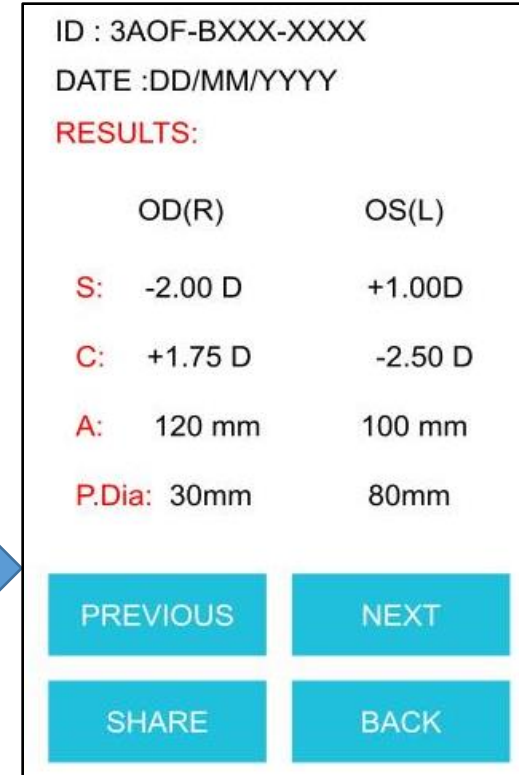 ID : 3AOF-BXXX-XXXX
DATE :DD/MM/YYYY
RESULTS:
OD(R) OS(L)
S: -2.00 D +1.00D
C: +1.75 D -2.50 D
A: 120 mm 100 mm
P.Dia: 30mm 80mm
PREVIOUS NEXT
SHARE BACK